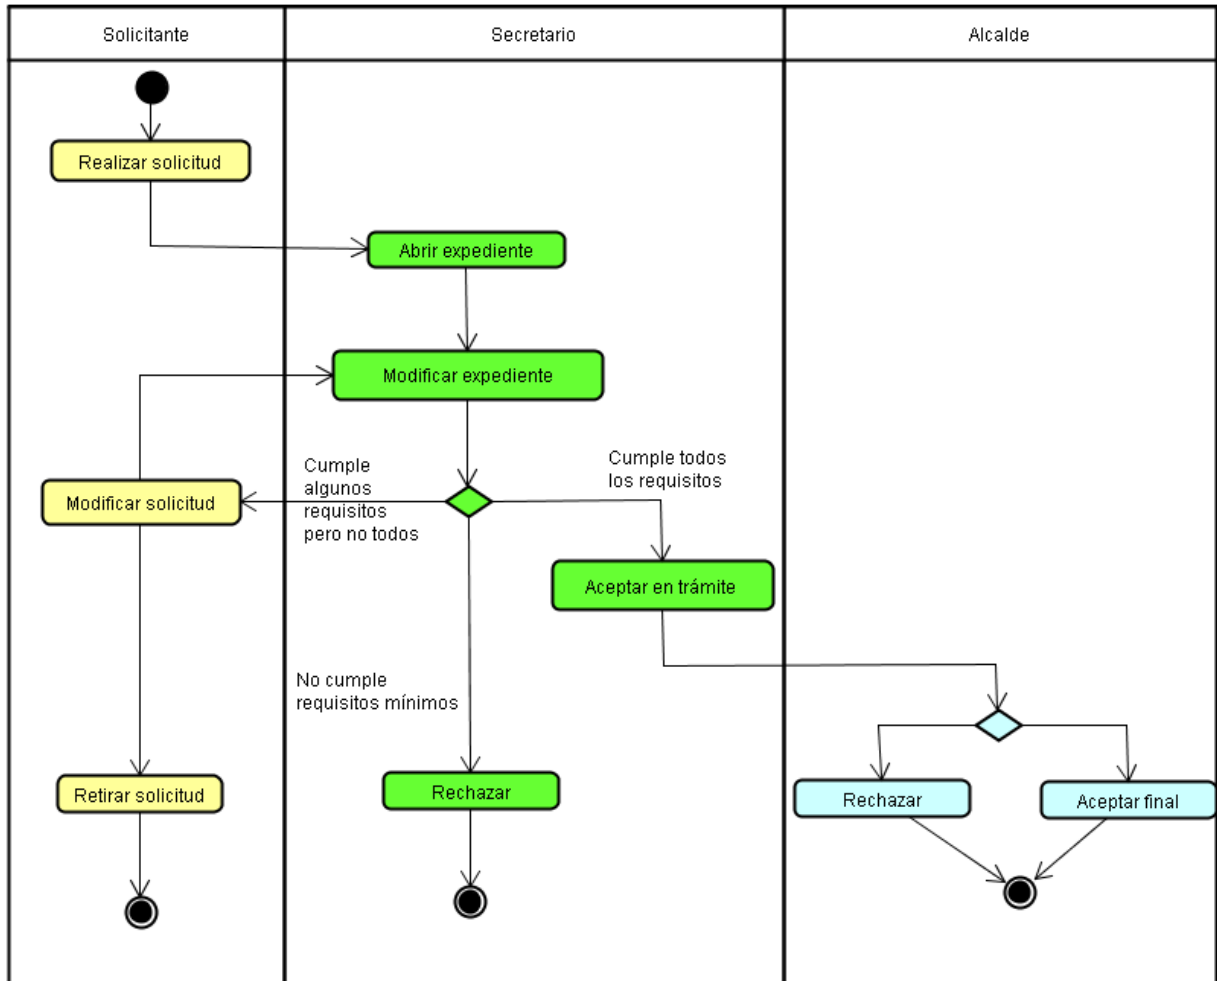 Solicitante
Secretario
Alcalde
Realizar solicitud
Abrir expediente
Modificar expediente
Cumple
algunos
requisitos
pero no todos
Cumple todos
los requisitos
Modificar solicitud
Aceptar en trámite
No cumple
requisitos mínimos
Retirar solicitud
Rechazar
Rechazar
Aceptar final